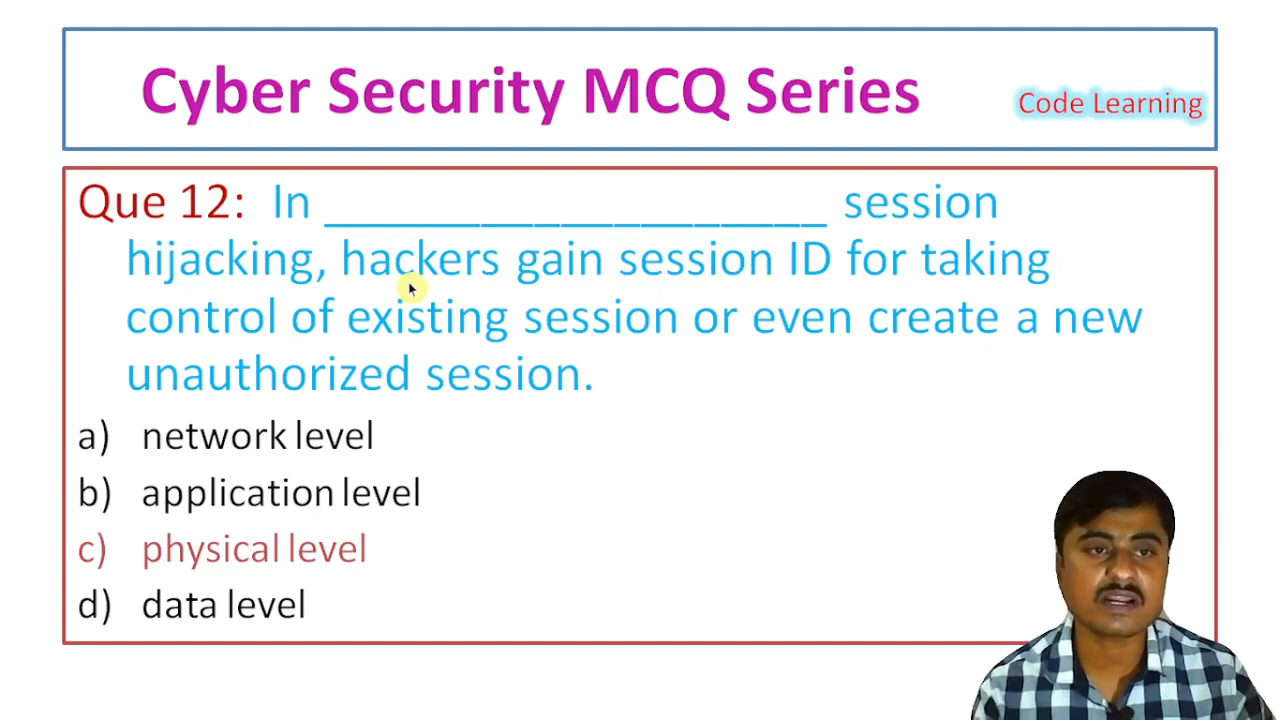 Cyber Security MCQ Series
Code Learning
Que 12: In ___________________ session
hijacking, hackers gain session ID for taking
control of existing session or even create a new
unauthorized session.
a) network level
b) application level
c) physical level
d) data level